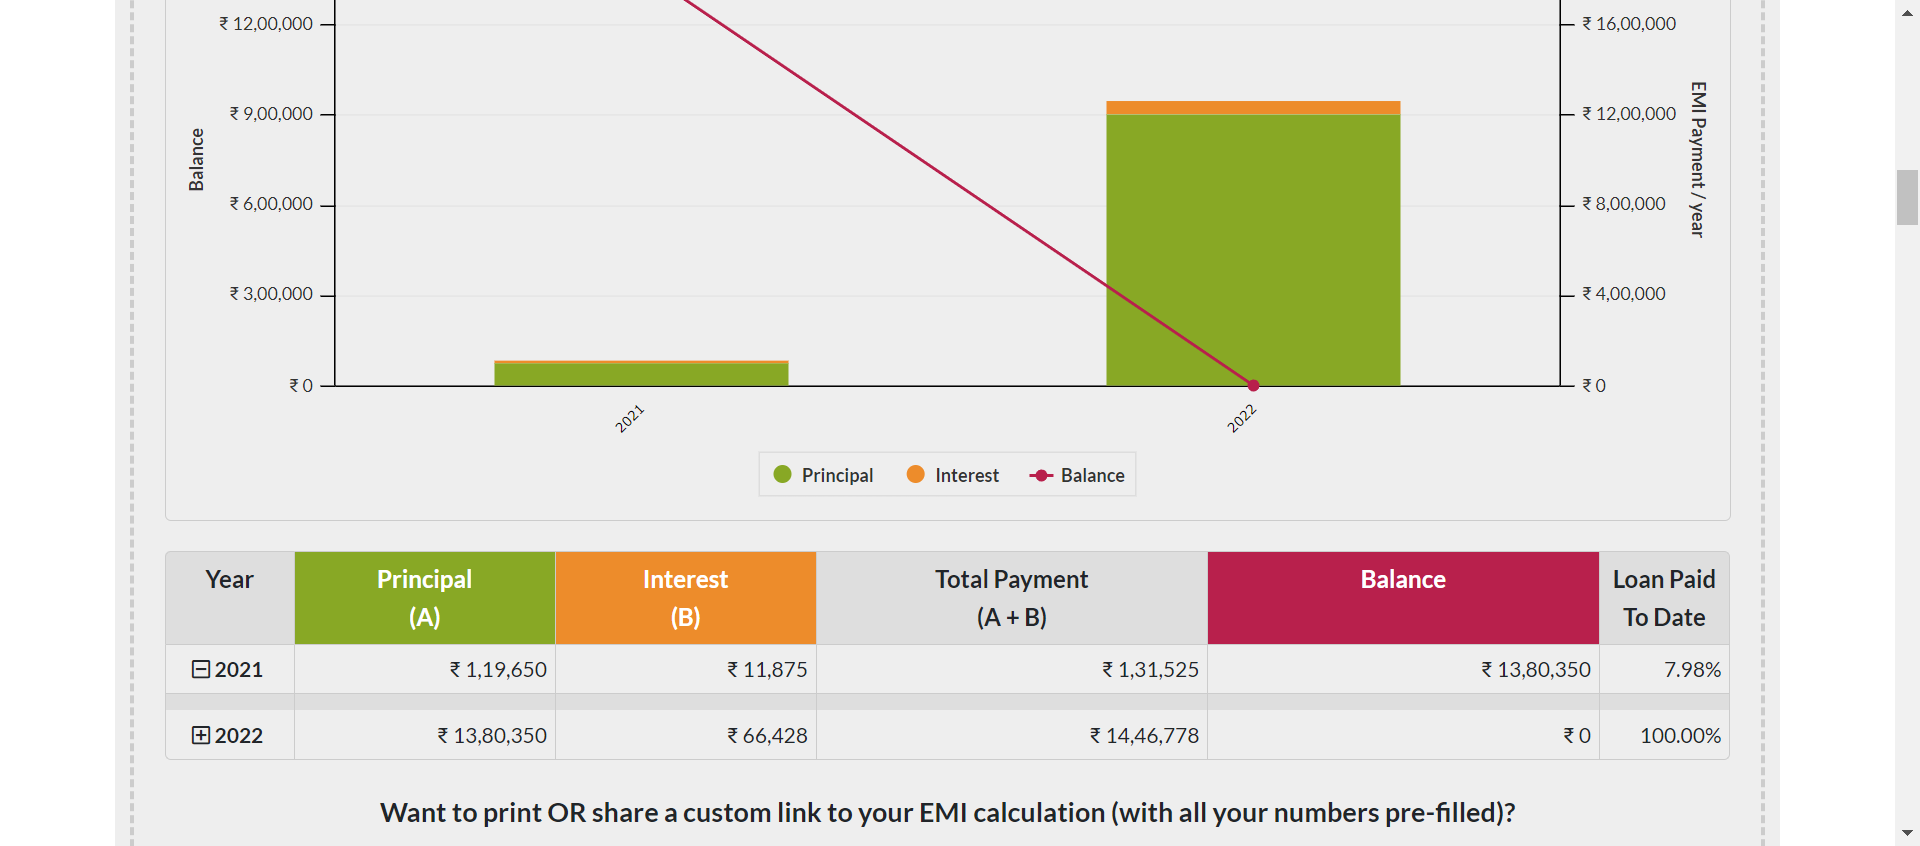 ₹ 12,00,000
₹ 9,00,000
₹ 6,00,000
₹ 3,00,000
₹ 0
Balance
₹ 16,00,000
₹ 12,00,000
₹ 8,00,000
₹ 4,00,000
₹ 0
EMI Payment / year
2021
2022
Principal Interest Balance
Year Principal (A) Interest (B) Total Payment (A + B) Balance Loan Paid To Date
2021 ₹ 1,19,650 ₹ 11,875 ₹ 1,31,525 ₹ 13,80,350 7.98%
2022 ₹ 13,80,350 ₹ 66,428 ₹ 14,46,778 ₹ 0 100.00%
Want to print OR share a custom link to your EMI calculation (with all your numbers pre-filled)?